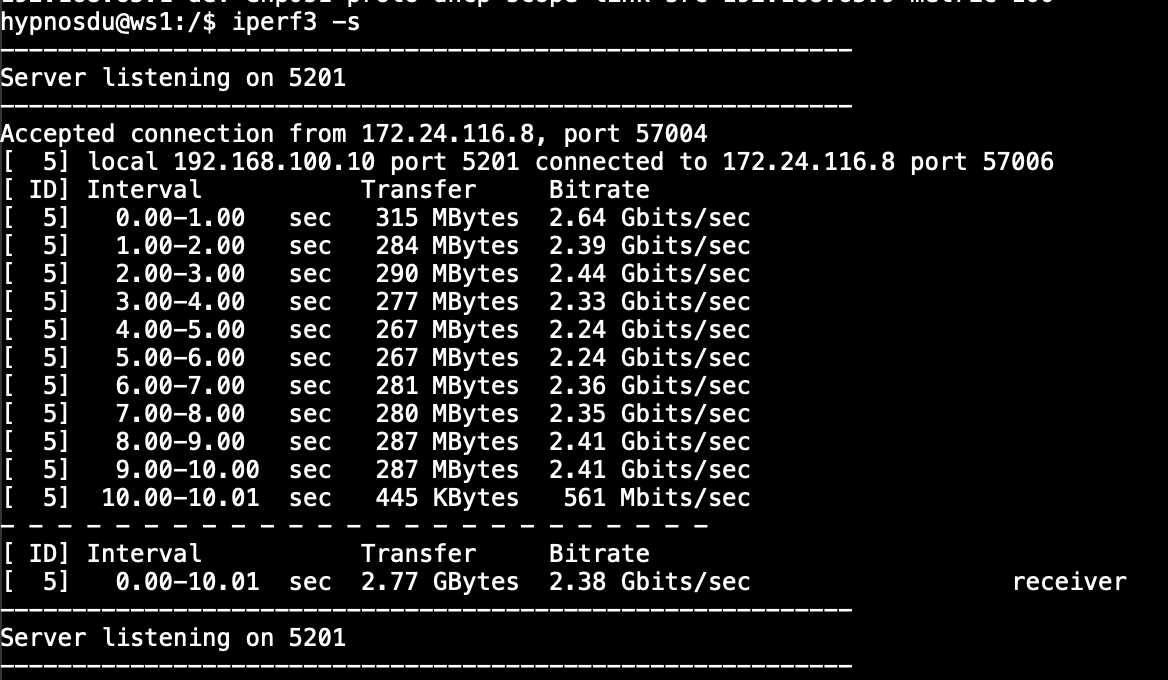 hypnosdu@ws1:/$ iperf3 -s
-----------------------------------------------------------
Server listening on 5201
-----------------------------------------------------------
Accepted connection from 172.24.116.8, port 57004
[  5] local 192.168.100.10 port 5201 connected to 172.24.116.8 port 57006
[ ID] Interval           Transfer     Bitrate
[  5]   0.00-1.00   sec   315 MBytes  2.64 Gbits/sec
[  5]   1.00-2.00   sec   284 MBytes  2.39 Gbits/sec
[  5]   2.00-3.00   sec   290 MBytes  2.44 Gbits/sec
[  5]   3.00-4.00   sec   277 MBytes  2.33 Gbits/sec
[  5]   4.00-5.00   sec   267 MBytes  2.24 Gbits/sec
[  5]   5.00-6.00   sec   267 MBytes  2.24 Gbits/sec
[  5]   6.00-7.00   sec   281 MBytes  2.36 Gbits/sec
[  5]   7.00-8.00   sec   280 MBytes  2.35 Gbits/sec
[  5]   8.00-9.00   sec   287 MBytes  2.41 Gbits/sec
[  5]   9.00-10.00  sec   287 MBytes  2.41 Gbits/sec
[  5]  10.00-10.01  sec   445 KBytes   561 Mbits/sec
- - - - - - - - - - - - - - - - - - - - - - - - -
[ ID] Interval           Transfer     Bitrate
[  5]   0.00-10.01  sec  2.77 GBytes  2.38 Gbits/sec                  receiver
-----------------------------------------------------------
Server listening on 5201
-----------------------------------------------------------